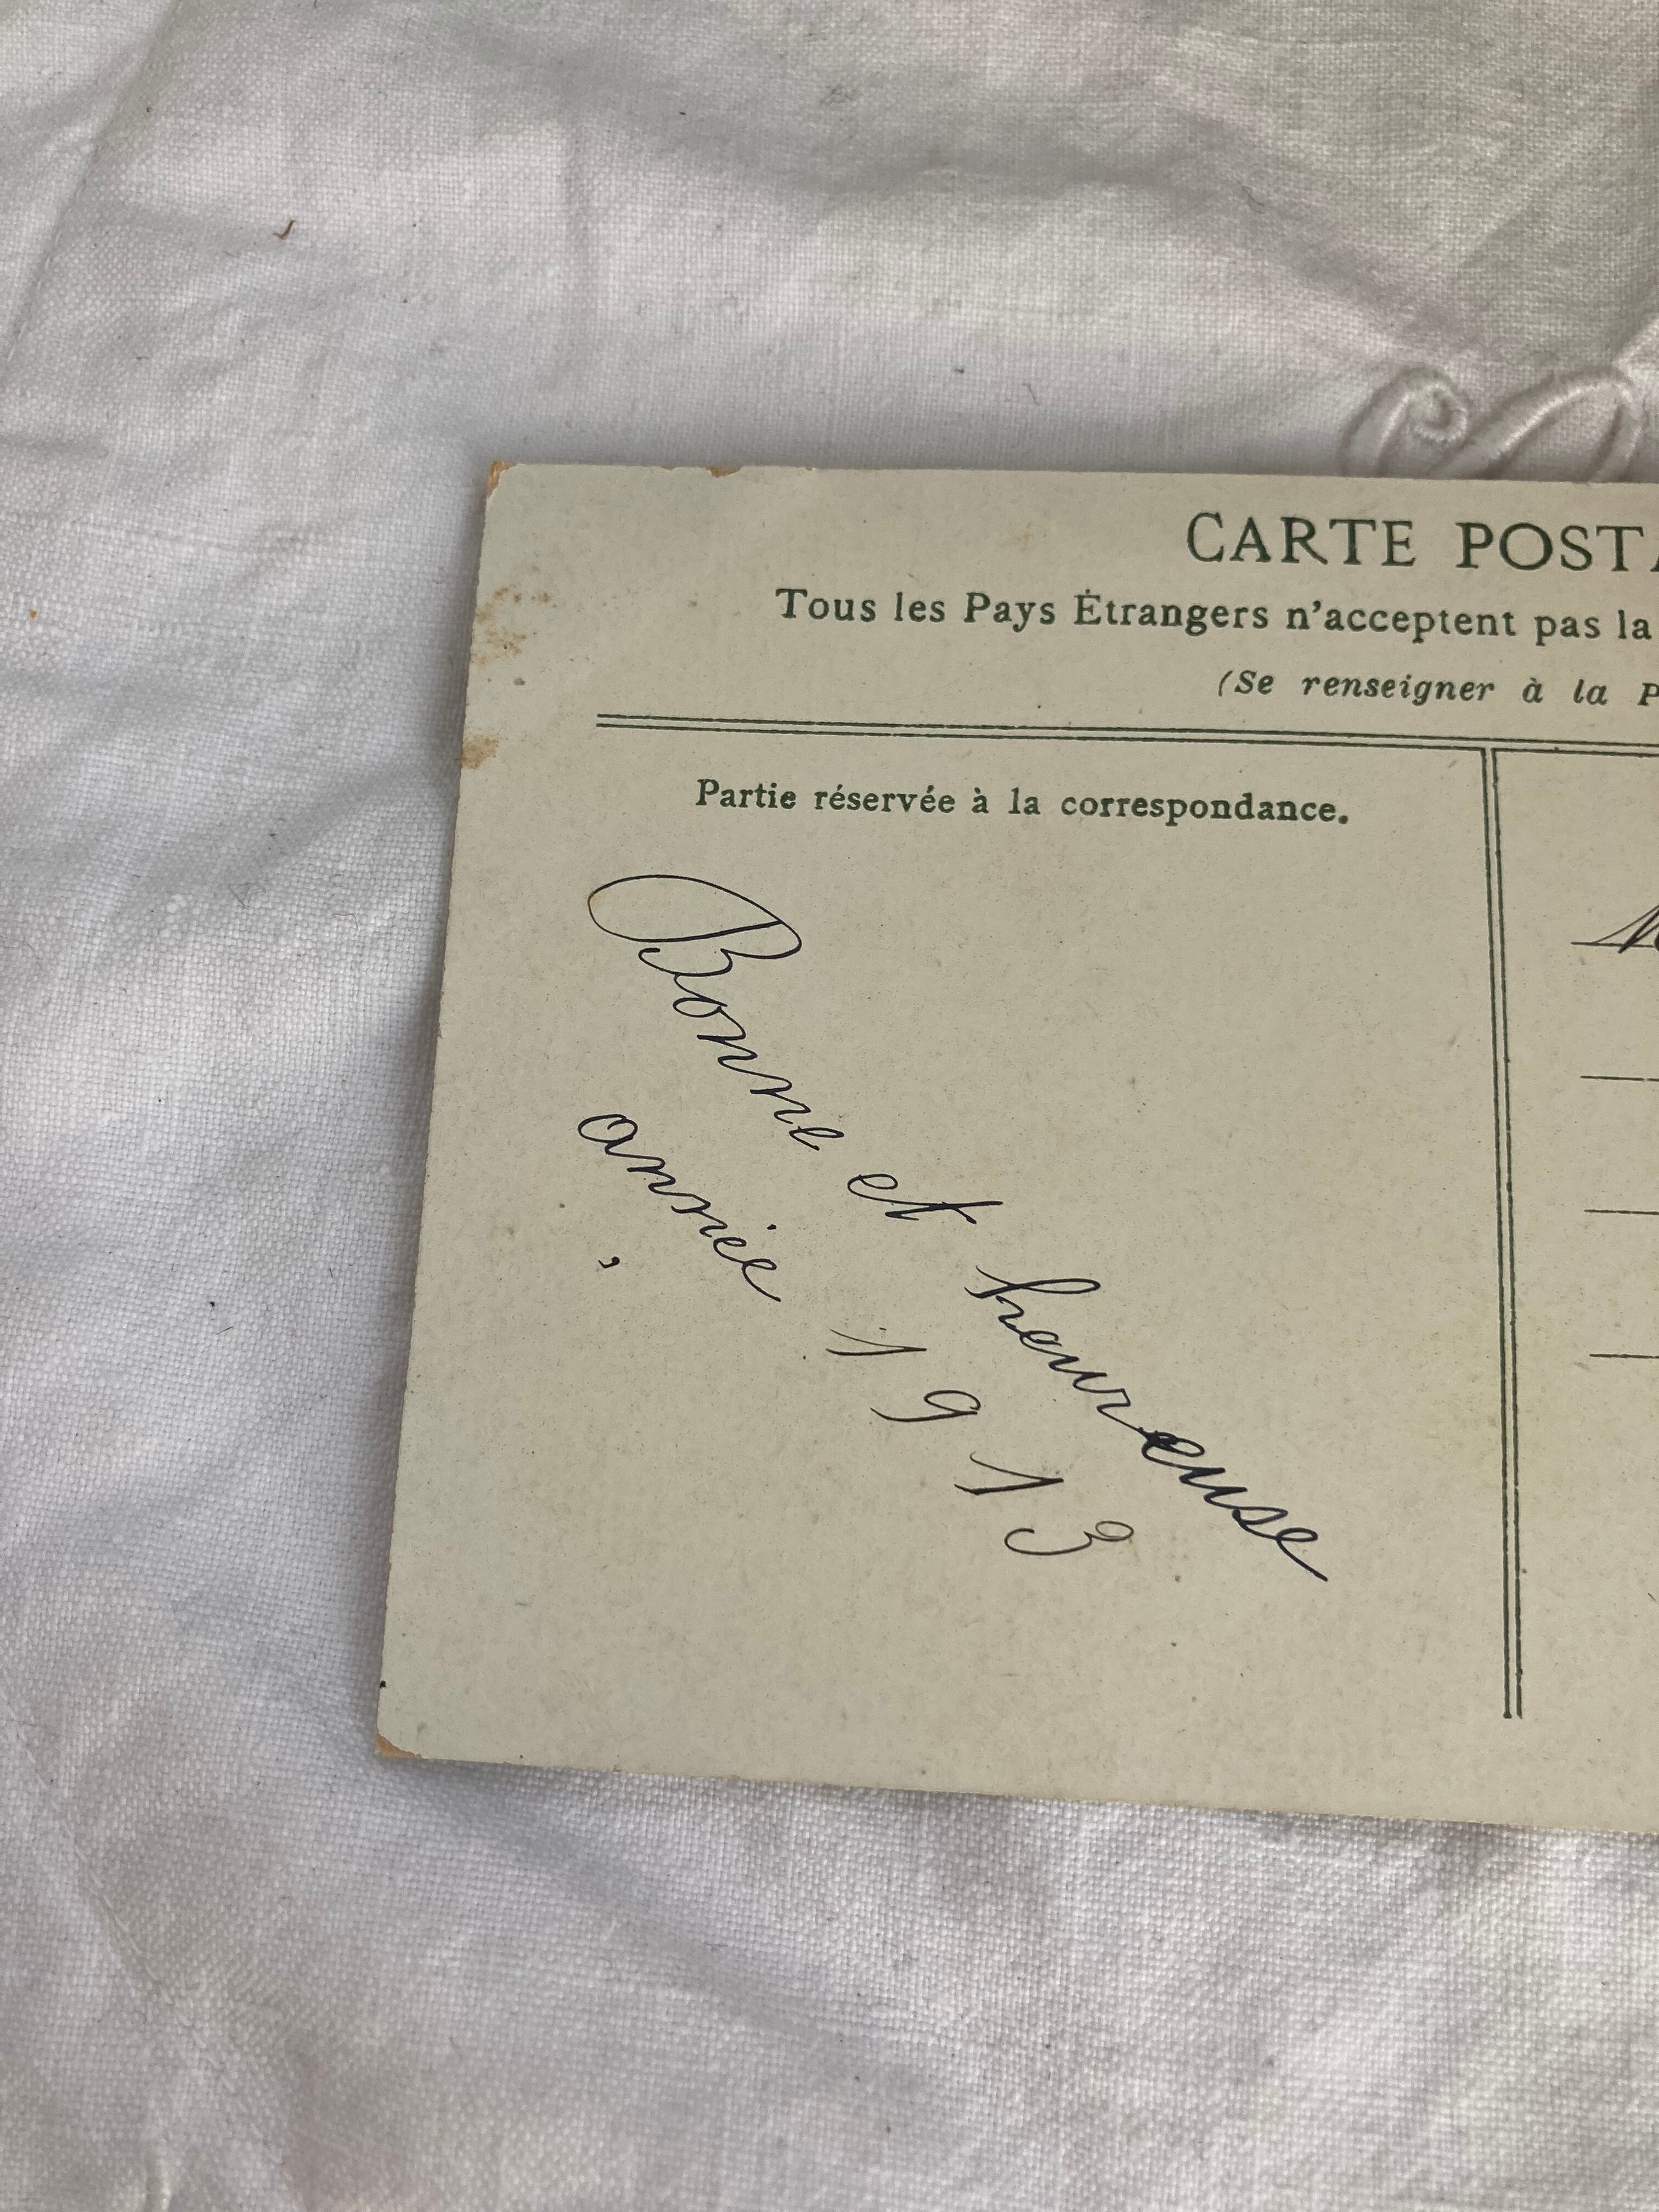 CARTE POSTA
Tous les Pays Étrangers n'acceptent pas la
(Se renseigner à la P
Partie réservée à la correspondance.
Bonne et heureuse
année 1913